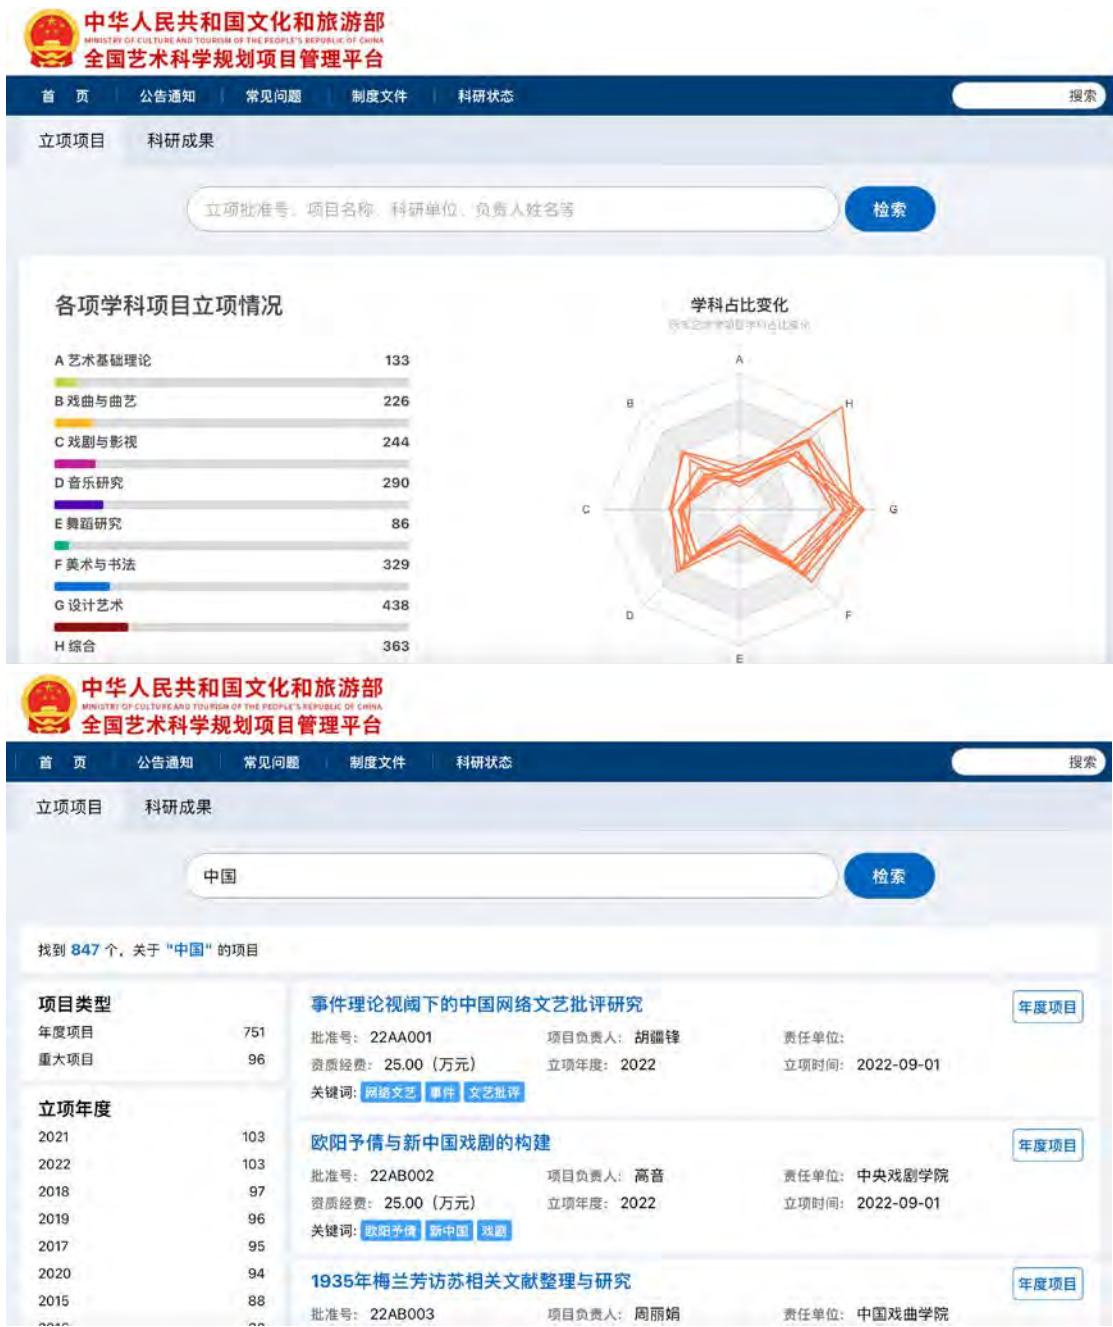 中华人民共和国文化和旅游部
MINISTRY OF CULTURE AND TOURISM OF THE PEOPLE'S REPUBLIC OF CHINA
全国艺术科学规划项目管理平台
首 页 公告通知 常见问题 制度文件 科研状态 搜索
立项项目 科研成果
立项批准号、项目名称、科研单位、负责人姓名等 检索
各项学科项目立项情况
学科占比变化
A 艺术基础理论 133
B 戏曲与曲艺 226
C 戏剧与影视 244
D 音乐研究 290
E 舞蹈研究 86
F 美术与书法 329
G 设计艺术 438
H 综合 363
A
B
H
C
G
D
F
E
中华人民共和国文化和旅游部
MINISTRY OF CULTURE AND TOURISM OF THE PEOPLE'S REPUBLIC OF CHINA
全国艺术科学规划项目管理平台
首 页 公告通知 常见问题 制度文件 科研状态 搜索
立项项目 科研成果
中国 检索
找到 847 个，关于 "中国" 的项目
项目类型
年度项目 751
重大项目 96
立项年度
2021 103
2022 103
2018 97
2019 96
2017 95
2020 94
2015 88
事件理论视阈下的中国网络文艺批评研究 年度项目
批准号: 22AA001 项目负责人: 胡疆锋 责任单位:
资质经费: 25.00 (万元) 立项年度: 2022 立项时间: 2022-09-01
关键词: 网络文艺 事件 文艺批评
欧阳予倩与新中国戏剧的构建 年度项目
批准号: 22AB002 项目负责人: 高音 责任单位: 中央戏剧学院
资质经费: 25.00 (万元) 立项年度: 2022 立项时间: 2022-09-01
关键词: 欧阳予倩 新中国 戏剧
1935年梅兰芳访苏相关文献整理与研究 年度项目
批准号: 22AB003 项目负责人: 周丽娟 责任单位: 中国戏曲学院